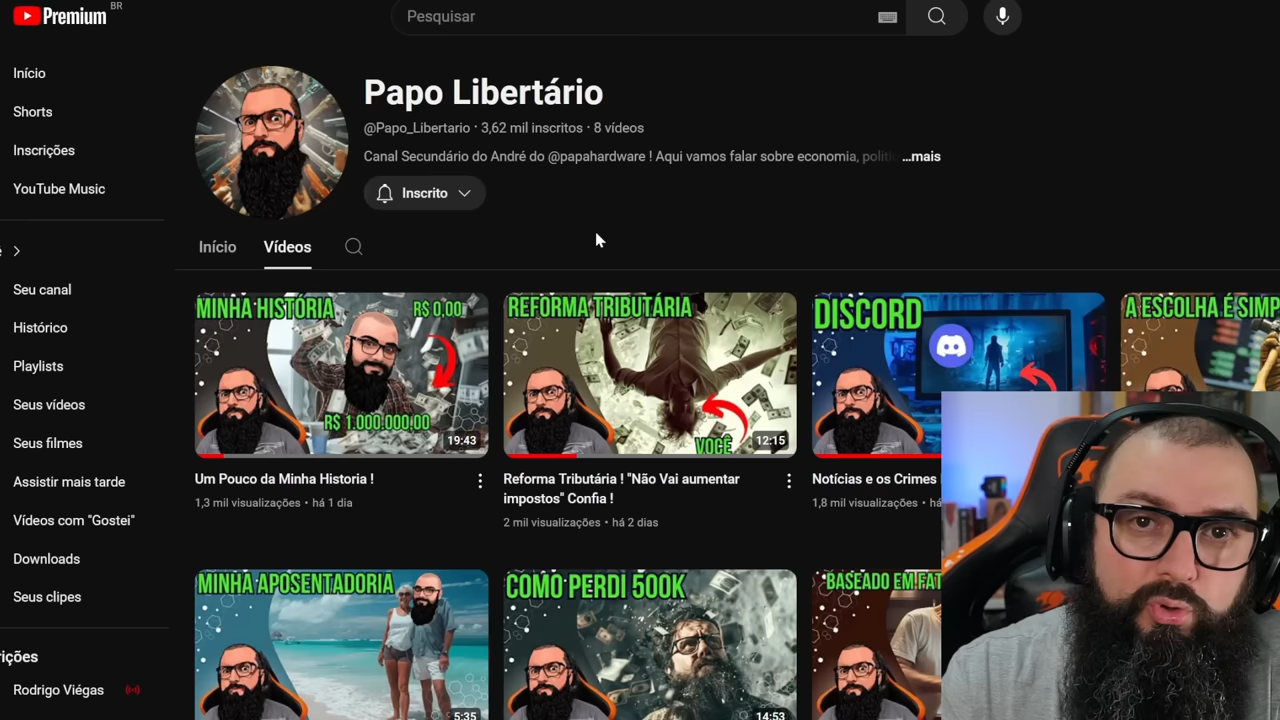 Premium BR
Pesquisar
Início
Shorts
Inscrições
YouTube Music
Seu canal
Histórico
Playlists
Seus vídeos
Seus filmes
Assistir mais tarde
Vídeos com "Gostei"
Downloads
Seus clipes
Rodrigo Viégas
Papo Libertário
@Papo_Libertario · 3,62 mil inscritos · 8 vídeos
Canal Secundário do André do @papahardware ! Aqui vamos falar sobre economia, ...mais
Inscrito
Início Vídeos
MINHA HISTÓRIA R$ 0,00
R$ 1.000.000,00
19:43
Um Pouco da Minha Historia !
1,3 mil visualizações • há 1 dia
REFORMA TRIBUTÁRIA
VOCÊ
12:15
Reforma Tributária ! "Não Vai aumentar
impostos" Confia !
2 mil visualizações • há 2 dias
DISCORD
Notícias e os Crimes
1,8 mil visualizações • há
A ESCOLHA É
MINHA APOSENTADORIA
5:35
COMO PERDI 500K
14:53
BASEADO EM